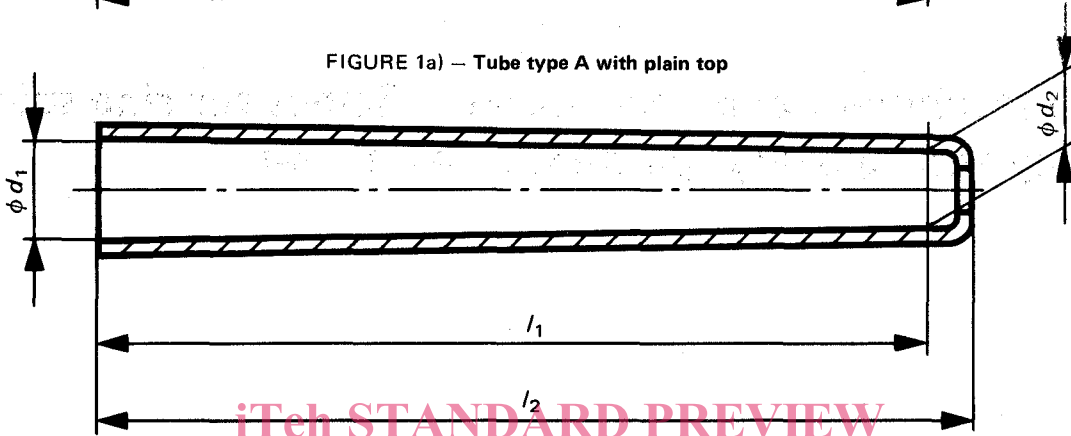 FIGURE 1a) — Tube type A with plain top
ϕ d₂
ϕ d₁
l₁
l₂
iTeh STANDARD PREVIEW